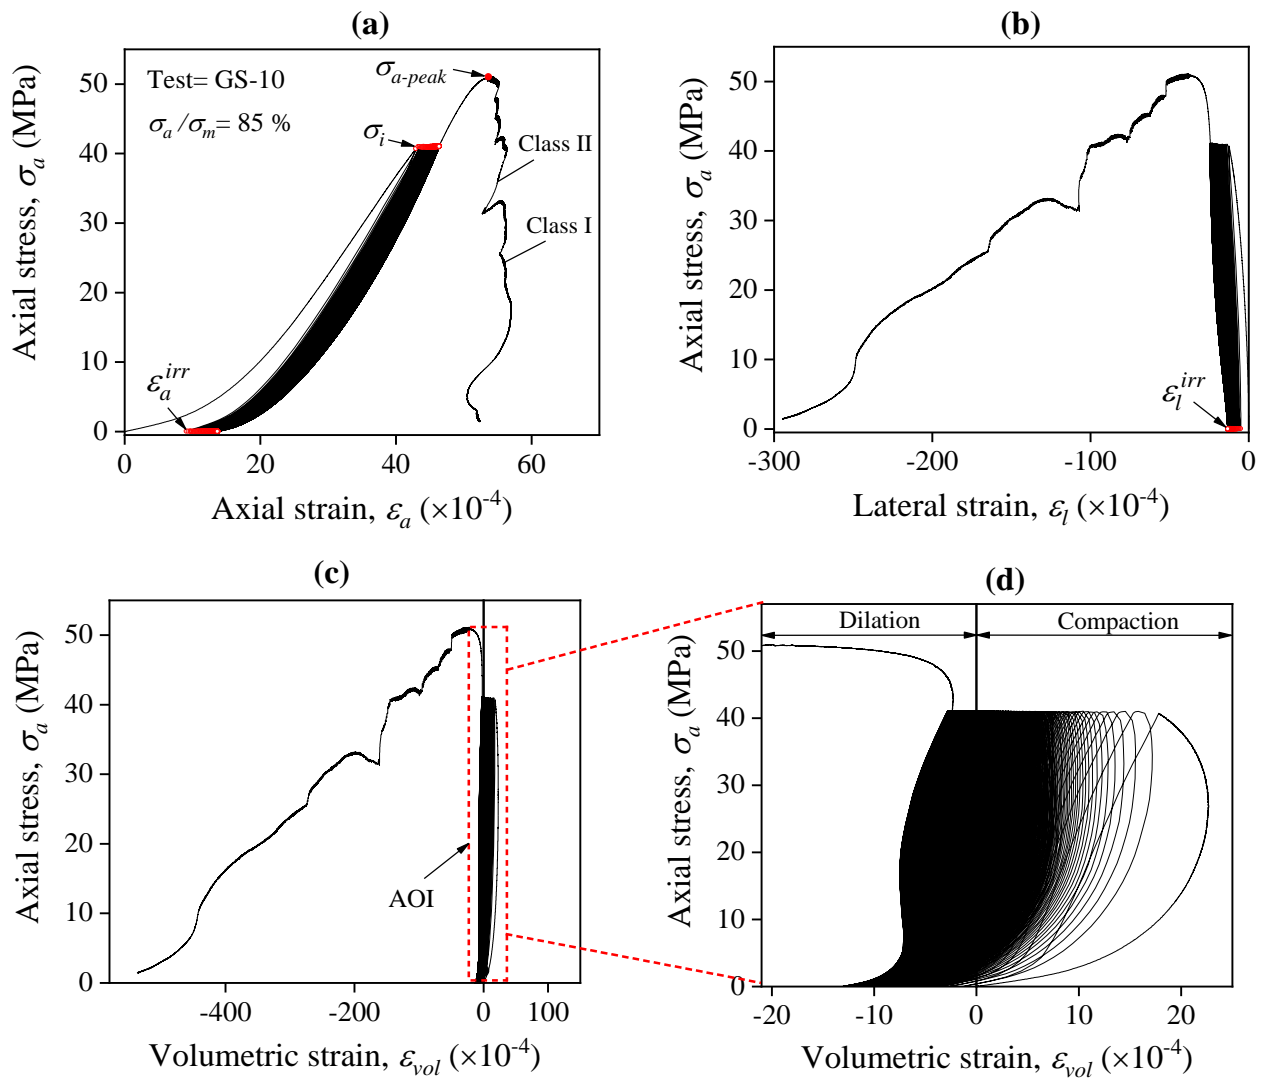 (a)
Test= GS-10
σa /σm= 85 %
σa-peak
σi
Class II
Class I
εa^irr
50
40
30
20
10
0
0
20
40
60
Axial stress, σa (MPa)
Axial strain, εa (×10-4)
(b)
50
40
30
20
10
0
-300
-200
-100
0
εl^irr
Axial stress, σa (MPa)
Lateral strain, εl (×10-4)
(c)
50
40
30
20
10
0
-400
-200
0
100
AOI
Axial stress, σa (MPa)
Volumetric strain, εvol (×10-4)
(d)
Dilation
Compaction
50
40
30
20
10
0
-20
-10
0
10
20
Axial stress, σa (MPa)
Volumetric strain, εvol (×10-4)